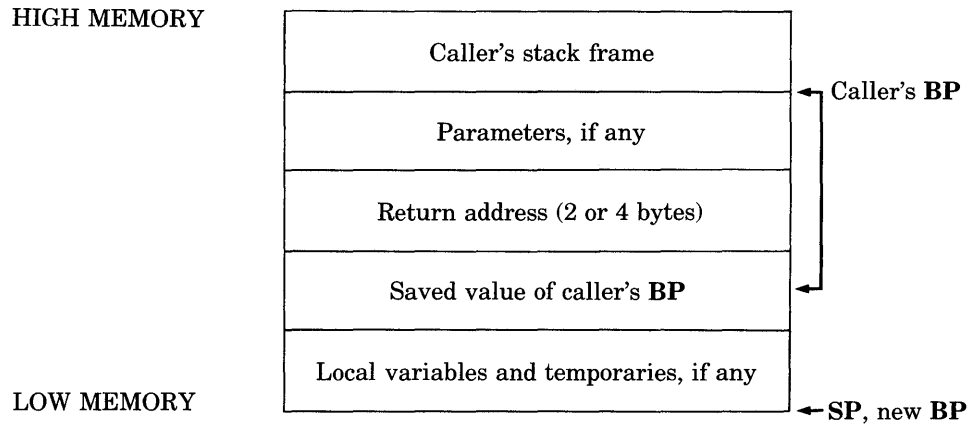 HIGH MEMORY
Caller's stack frame
Caller's BP
Parameters, if any
Return address (2 or 4 bytes)
Saved value of caller's BP
Local variables and temporaries, if any
LOW MEMORY
SP, new BP